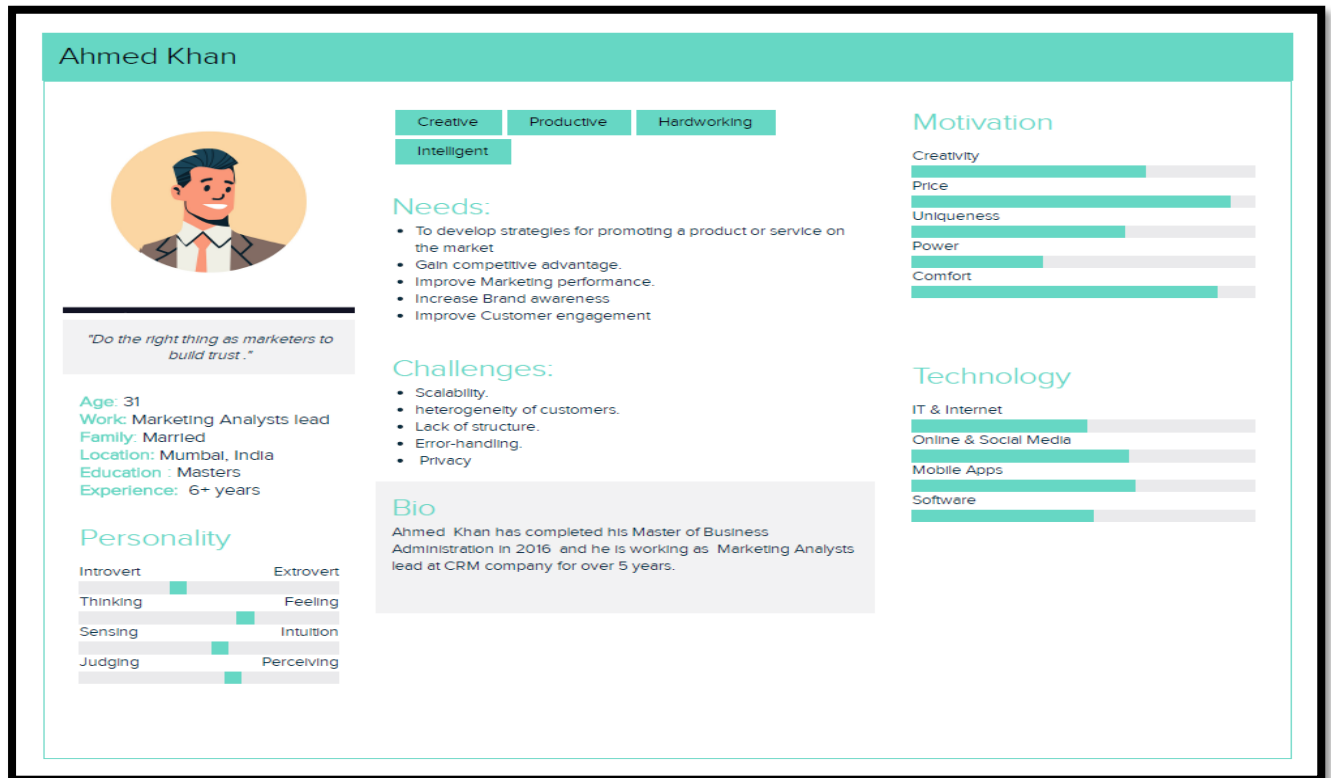 Ahmed Khan
"Do the right thing as marketers to
build trust ."
Age: 31
Work: Marketing Analysts lead
Family: Married
Location: Mumbai, India
Education : Masters
Experience: 6+ years
Personality
Introvert Extrovert
Thinking Feeling
Sensing Intuition
Judging Perceiving
Creative Productive Hardworking
Intelligent
Needs:
• To develop strategies for promoting a product or service on
the market
• Gain competitive advantage.
• Improve Marketing performance.
• Increase Brand awareness
• Improve Customer engagement
Challenges:
• Scalability.
• heterogeneity of customers.
• Lack of structure.
• Error-handling.
• Privacy
Bio
Ahmed Khan has completed his Master of Business
Administration in 2016 and he is working as Marketing Analysts
lead at CRM company for over 5 years.
Motivation
Creativity
Price
Uniqueness
Power
Comfort
Technology
IT & Internet
Online & Social Media
Mobile Apps
Software